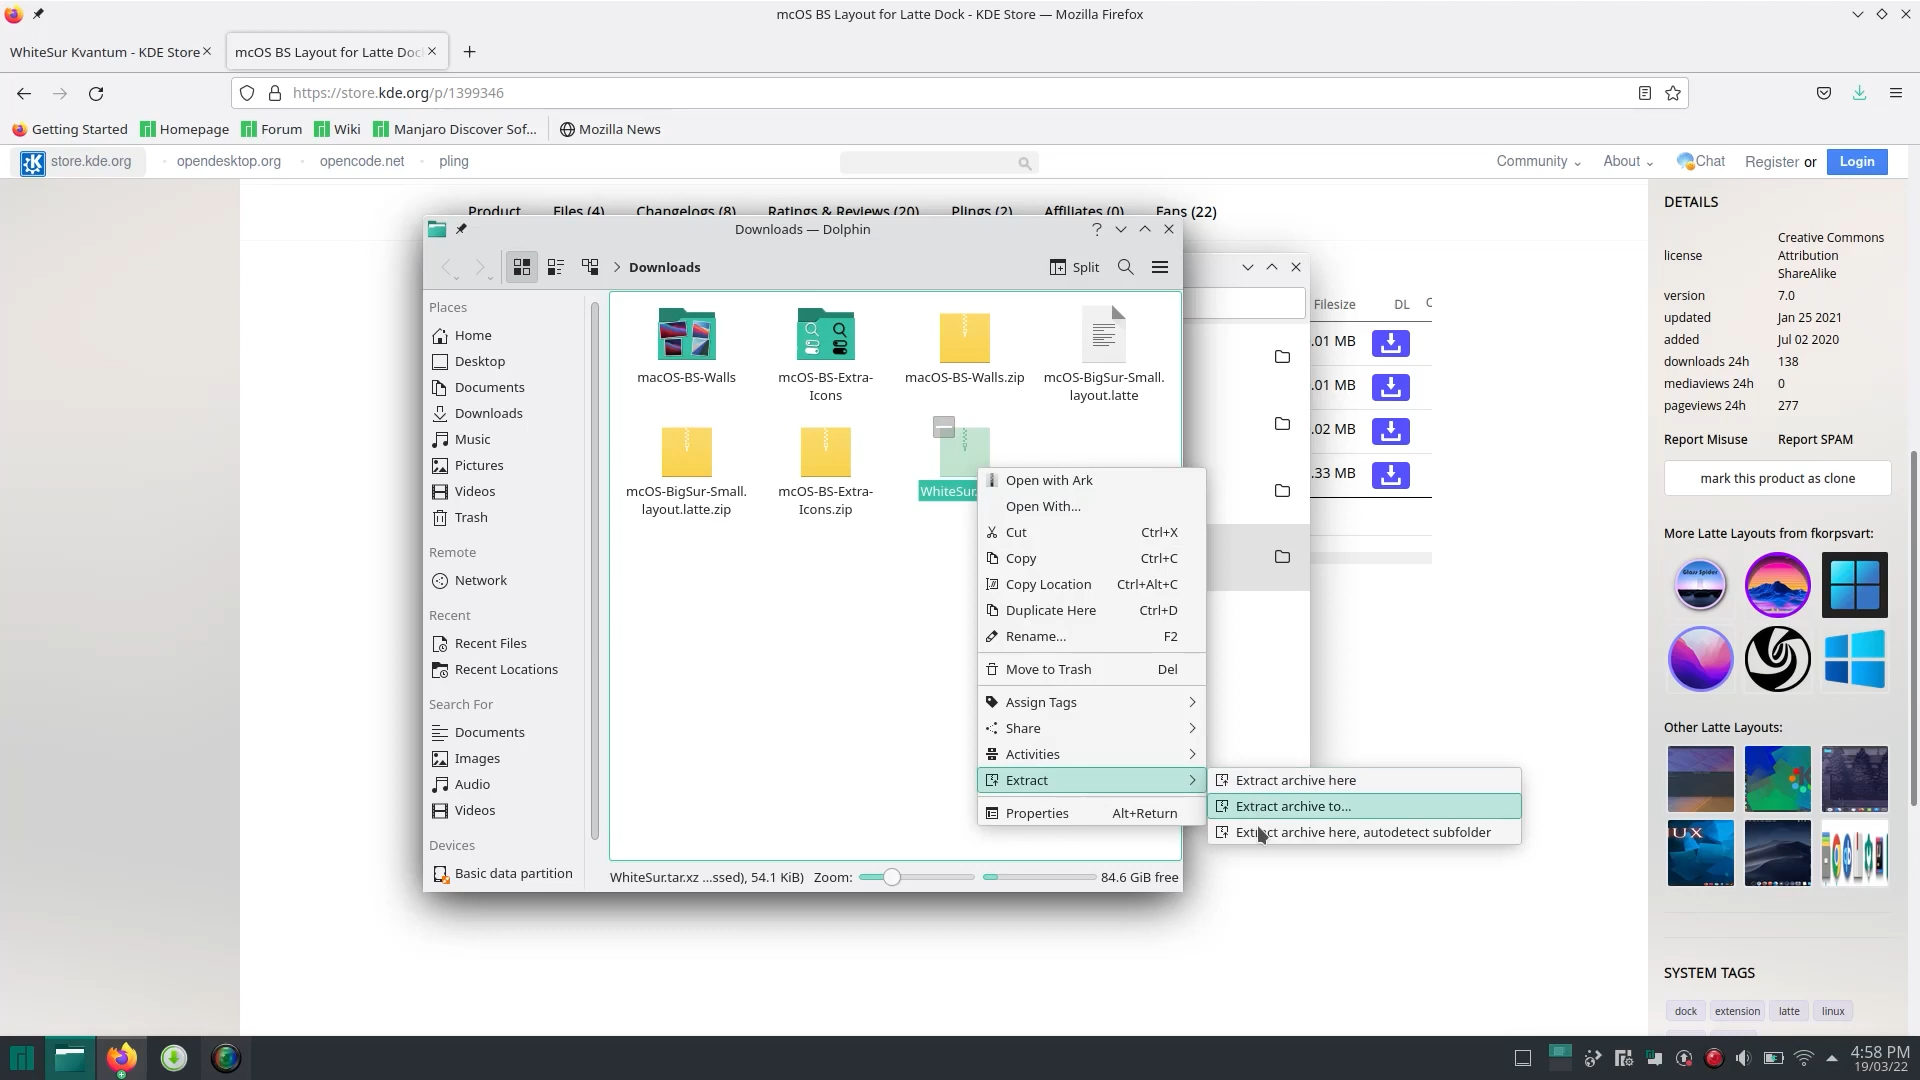 mcOS BS Layout for Latte Dock - KDE Store — Mozilla Firefox
WhiteSur Kvantum - KDE Store
mcOS BS Layout for Latte Doc
https://store.kde.org/p/1399346
Getting Started
Homepage
Forum
Wiki
Manjaro Discover Sof...
Mozilla News
store.kde.org
opendesktop.org
opencode.net
pling
Community
About
Chat
Register or
Login
Product
Files (4)
Changelogs (8)
Ratings & Reviews (20)
Plings (2)
Affiliates (0)
Fans (22)
Downloads — Dolphin
Downloads
Split
Places
Home
Desktop
Documents
Downloads
Music
Pictures
Videos
Trash
Remote
Network
Recent
Recent Files
Recent Locations
Search For
Documents
Images
Audio
Videos
Devices
Basic data partition
macOS-BS-Walls
mcOS-BS-Extra-
Icons
macOS-BS-Walls.zip
mcOS-BigSur-Small.
layout.latte
mcOS-BigSur-Small.
layout.latte.zip
mcOS-BS-Extra-
Icons.zip
WhiteSur.
Open with Ark
Open With...
Cut Ctrl+X
Copy Ctrl+C
Copy Location Ctrl+Alt+C
Duplicate Here Ctrl+D
Rename... F2
Move to Trash Del
Assign Tags
Share
Activities
Extract
Properties Alt+Return
Extract archive here
Extract archive to...
Extract archive here, autodetect subfolder
WhiteSur.tar.xz ...ssed), 54.1 KiB)
Zoom:
84.6 GiB free
Filesize DL
.01 MB
.01 MB
.02 MB
.33 MB
DETAILS
license
Creative Commons
Attribution
ShareAlike
version 7.0
updated Jan 25 2021
added Jul 02 2020
downloads 24h 138
mediaviews 24h 0
pageviews 24h 277
Report Misuse
Report SPAM
mark this product as clone
More Latte Layouts from fkorpsvart:
Glass Spider
Other Latte Layouts:
UX
SYSTEM TAGS
dock
extension
latte
linux
4:58 PM
19/03/22